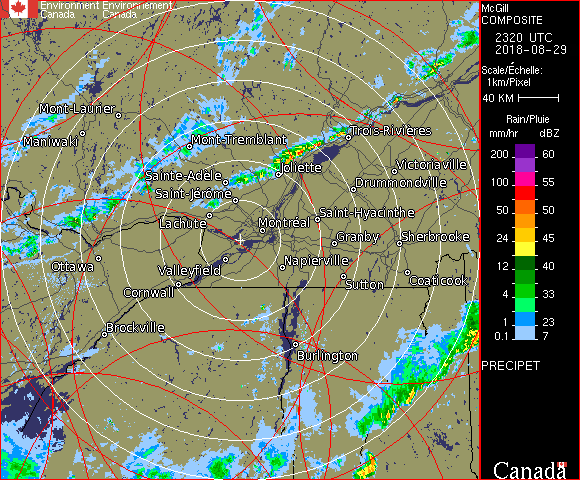 Environment Environnement
Canada Canada
McGill
COMPOSITE
2320 UTC
2018-08-29
Scale/Échelle:
1km/Pixel
40 KM
Rain/Pluie
mm/hr dBZ
200 60
100 55
50 50
24 45
12 40
4 33
1 23
0.1 7
PRECIPET
Canada
Mont-Laurier
Maniwaki
Mont-Tremblant
Trois-Rivières
Sainte-Adèle
Joliette
Victoriaville
Saint-Jérôme
Drummondville
Lachute
Saint-Hyacinthe
Montréal
Granby
Sherbrooke
Ottawa
Valleyfield
Napierville
Cornwall
Sutton
Coaticook
Brockville
Burlington